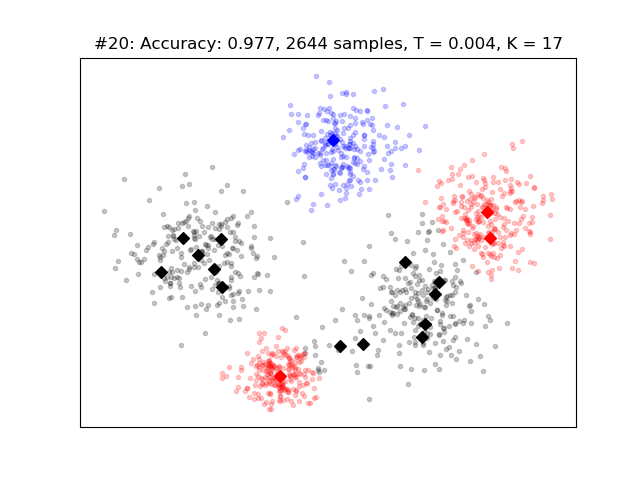 #20: Accuracy: 0.977, 2644 samples, T = 0.004, K = 17